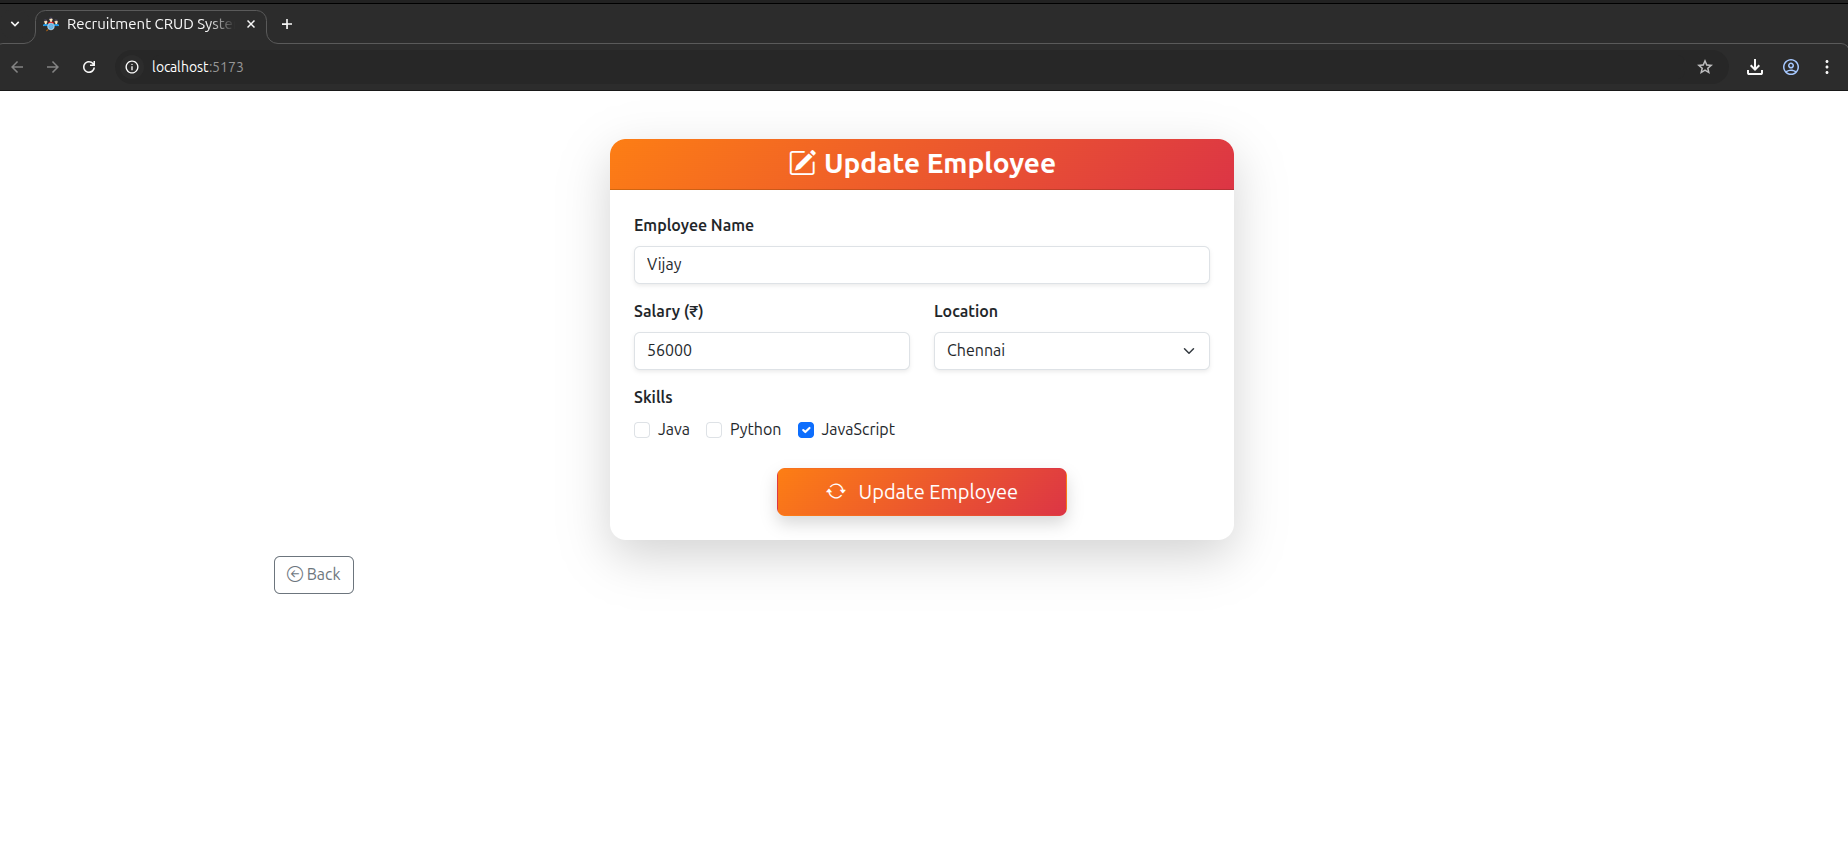 Recruitment CRUD Syste
localhost:5173
Update Employee
Employee Name
Vijay
Salary (₹) Location
56000 Chennai
Skills
Java Python JavaScript
Update Employee
Back